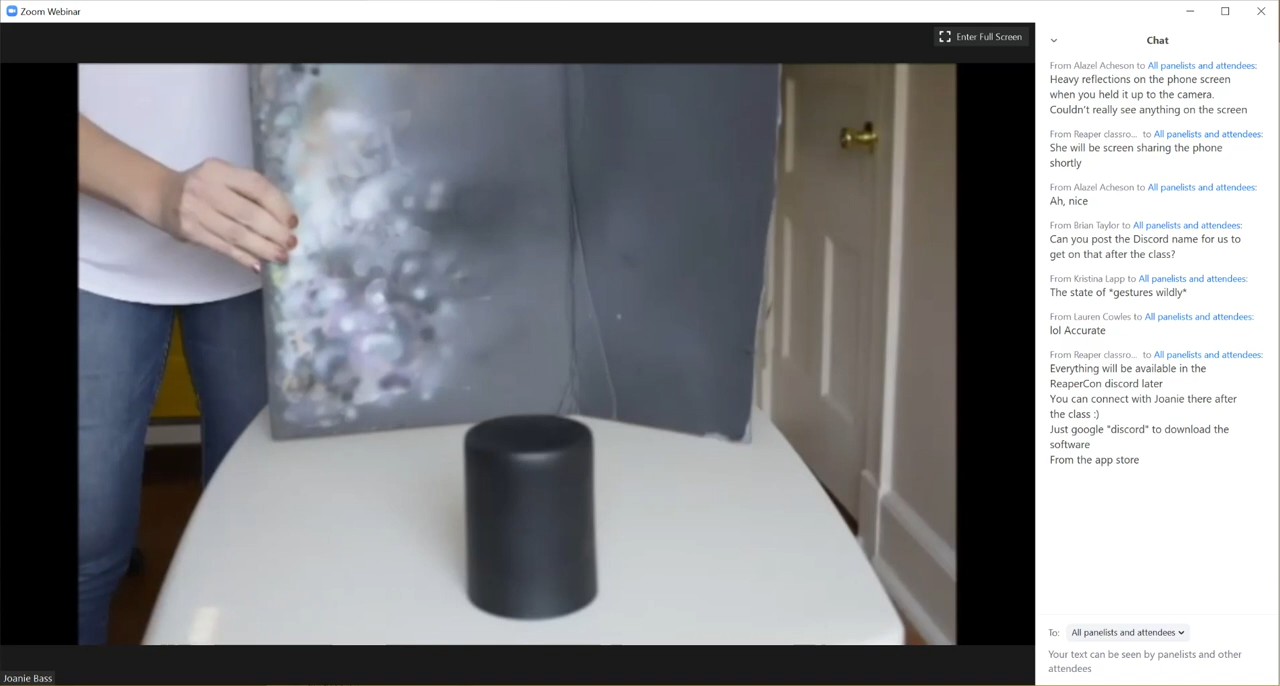 Zoom Webinar
Enter Full Screen
Joanie Bass
Chat
From Alazel Acheson to All panelists and attendees:
Heavy reflections on the phone screen
when you held it up to the camera.
Couldn't really see anything on the screen
From Reaper classro... to All panelists and attendees:
She will be screen sharing the phone
shortly
From Alazel Acheson to All panelists and attendees:
Ah, nice
From Brian Taylor to All panelists and attendees:
Can you post the Discord name for us to
get on that after the class?
From Kristina Lapp to All panelists and attendees:
The state of *gestures wildly*
From Lauren Cowles to All panelists and attendees:
lol Accurate
From Reaper classro... to All panelists and attendees:
Everything will be available in the
ReaperCon discord later
You can connect with Joanie there after
the class :)
Just google "discord" to download the
software
From the app store
To: All panelists and attendees
Your text can be seen by panelists and other
attendees